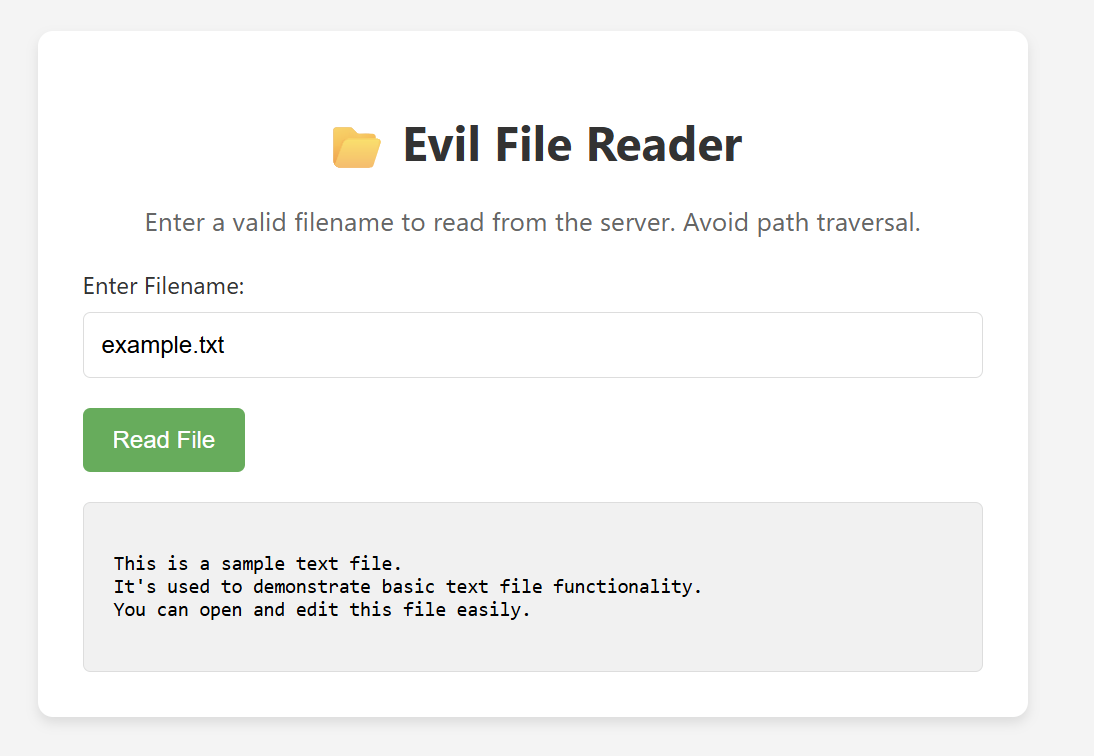 Evil File Reader
Enter a valid filename to read from the server. Avoid path traversal.
Enter Filename:
example.txt
Read File
This is a sample text file.
It's used to demonstrate basic text file functionality.
You can open and edit this file easily.